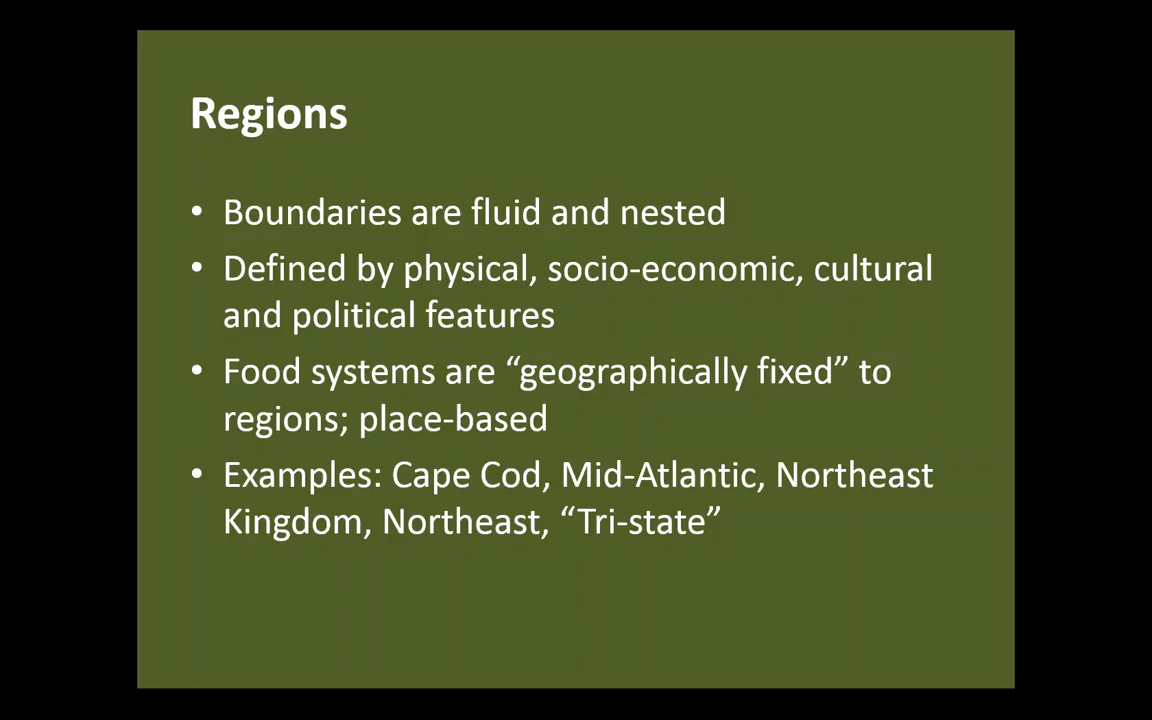 Regions
• Boundaries are fluid and nested
• Defined by physical, socio-economic, cultural
and political features
• Food systems are “geographically fixed” to
regions; place-based
• Examples: Cape Cod, Mid-Atlantic, Northeast
Kingdom, Northeast, “Tri-state”